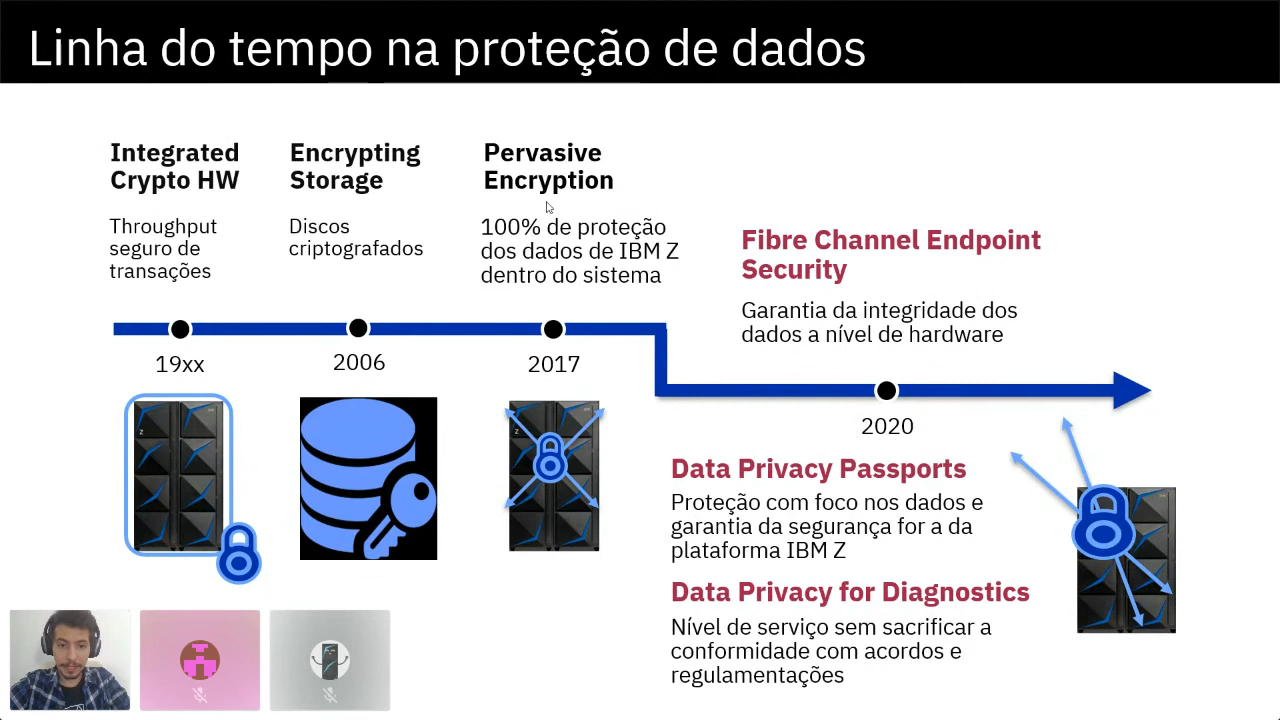 Linha do tempo na proteção de dados
Integrated
Crypto HW
Throughput
seguro de
transações
Encrypting
Storage
Discos
criptografados
Pervasive
Encryption
100% de proteção
dos dados de IBM Z
dentro do sistema
Fibre Channel Endpoint
Security
Garantia da integridade dos
dados a nível de hardware
19xx
2006
2017
2020
Z
Z
Data Privacy Passports
Proteção com foco nos dados e
garantia da segurança for a da
plataforma IBM Z
Data Privacy for Diagnostics
Nível de serviço sem sacrificar a
conformidade com acordos e
regulamentações